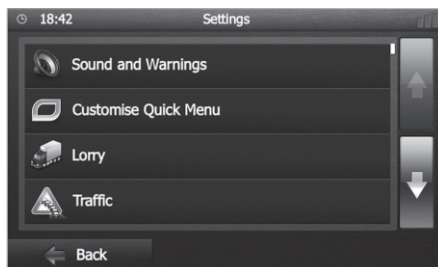 18:42 Settings
Sound and Warnings
Customise Quick Menu
Lorry
Traffic
Back